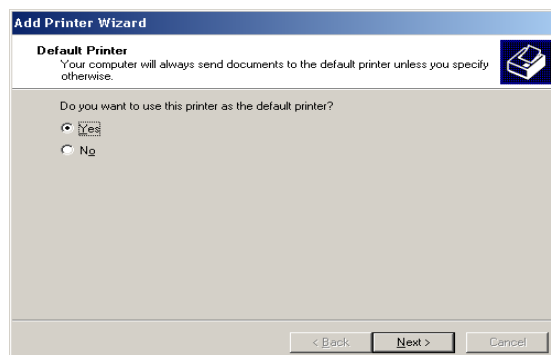 Add Printer Wizard
Default Printer
Your computer will always send documents to the default printer unless you specify
otherwise.
Do you want to use this printer as the default printer?
Yes
No
< Back
Next >
Cancel